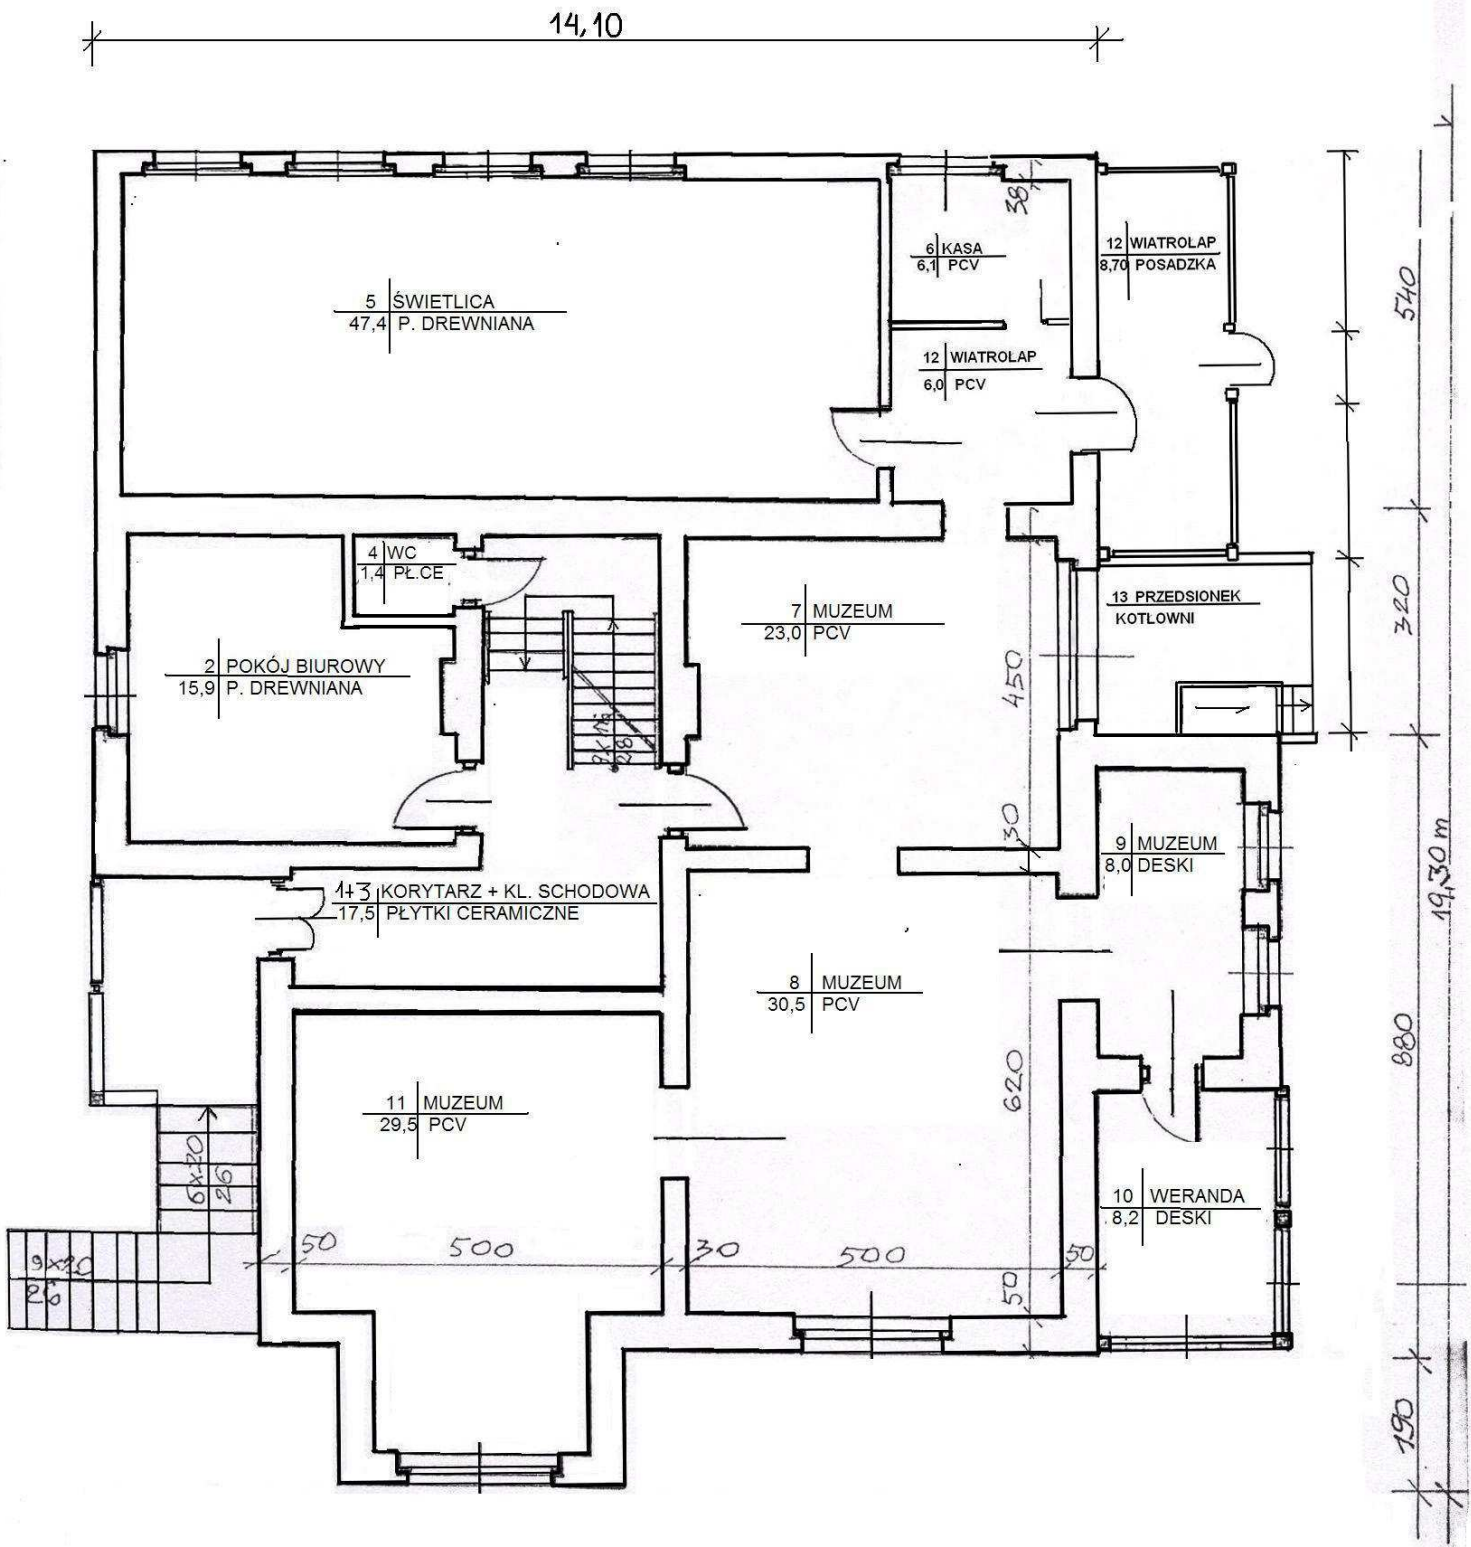 14,10
38
6 KASA
6,1 PCV
12 WIATROLAP
8,70 POSADZKA
5 ŚWIETLICA
47,4 P. DREWNIANA
540
12 WIATROLAP
6,0 PCV
4 WC
1,4 PŁ.CE
7 MUZEUM
23,0 PCV
13 PRZEDSIONEK
KOTŁOWNI
320
2 POKÓJ BIUROWY
15,9 P. DREWNIANA
450
28
30
9 MUZEUM
8,0 DESKI
19,30 m
1+3 KORYTARZ + KL. SCHODOWA
17,5 PŁYTKI CERAMICZNE
8 MUZEUM
30,5 PCV
880
620
11 MUZEUM
29,5 PCV
6x20
26
10 WERANDA
8,2 DESKI
50 500 30 500 50
9x20
26
50
190